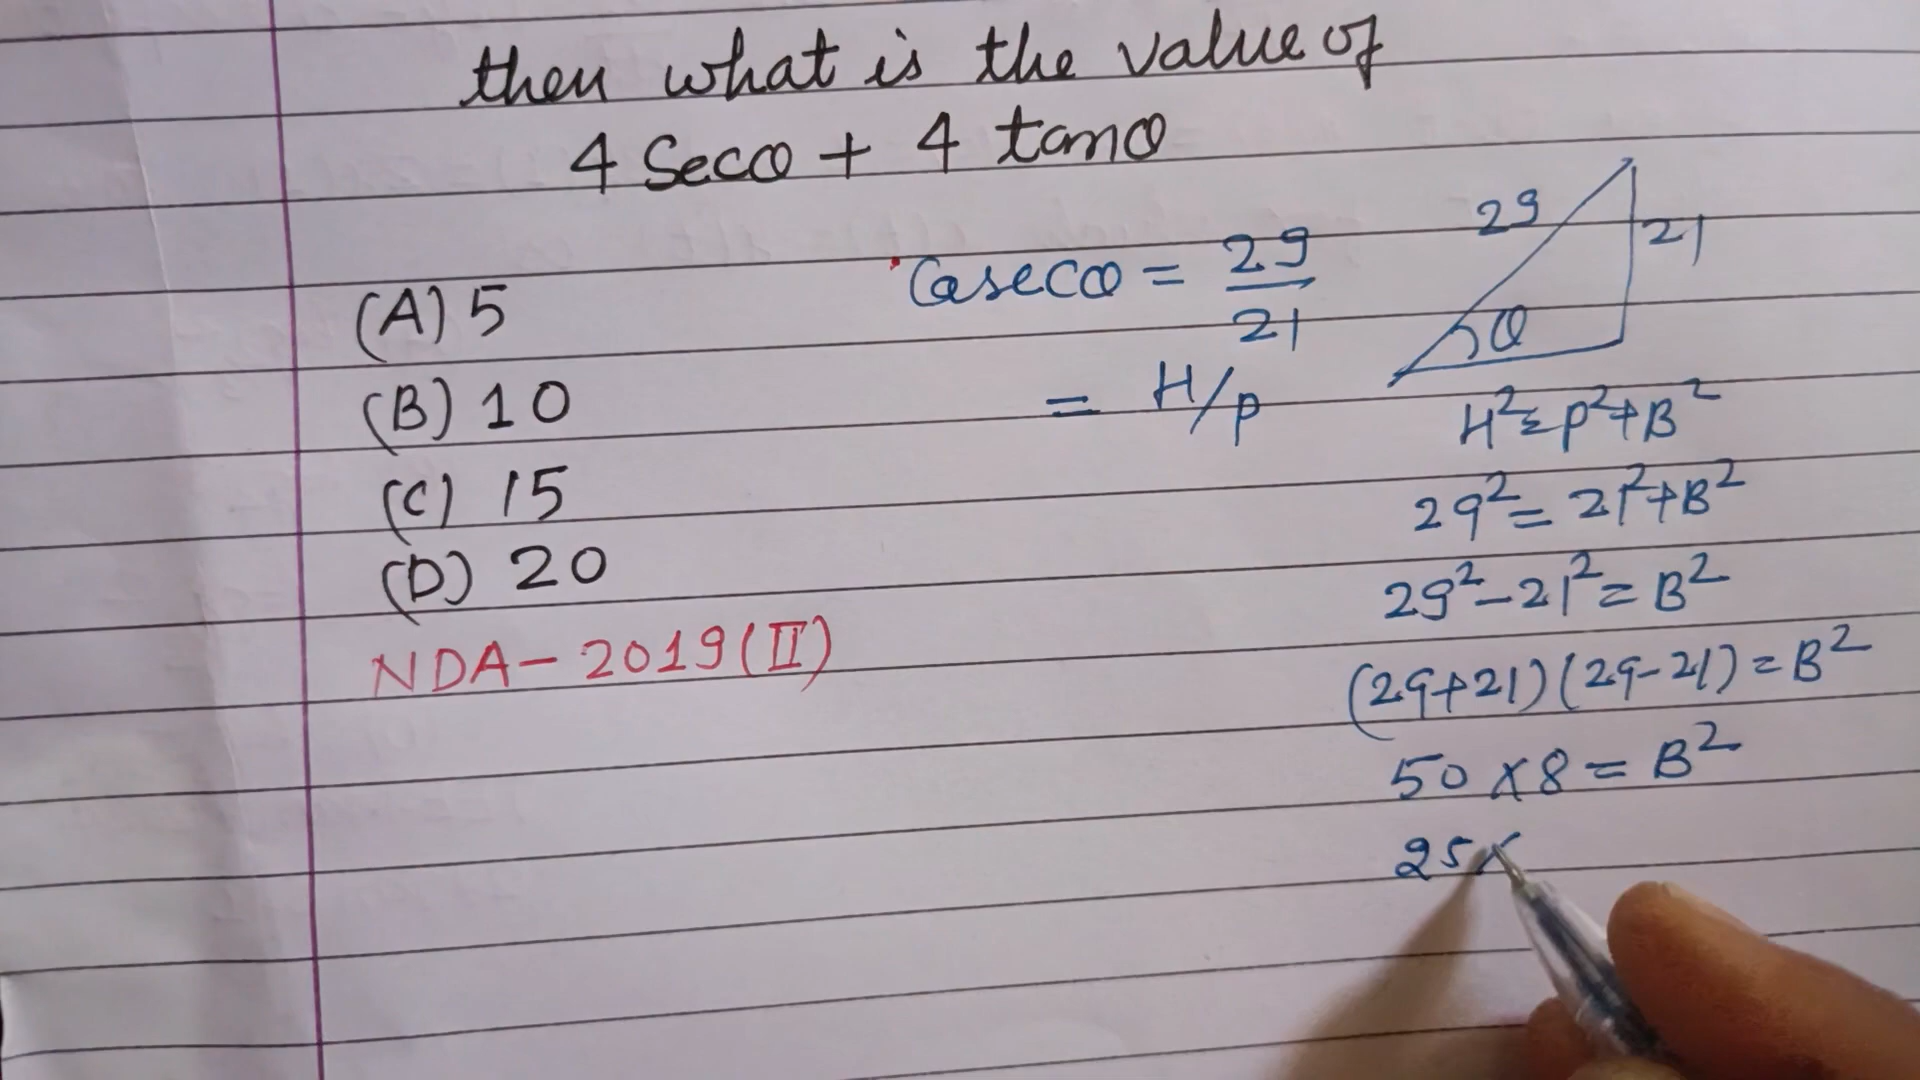 then what is the value of
4 Secθ + 4 tanθ
(A) 5
(B) 10
(C) 15
(D) 20
NDA - 2019 (II)
Cosecθ = 29/21
= H/P
29
21
θ
H² = P² + B²
29² = 21² + B²
29² - 21² = B²
(29+21)(29-21) = B²
50 × 8 = B²
25 ×